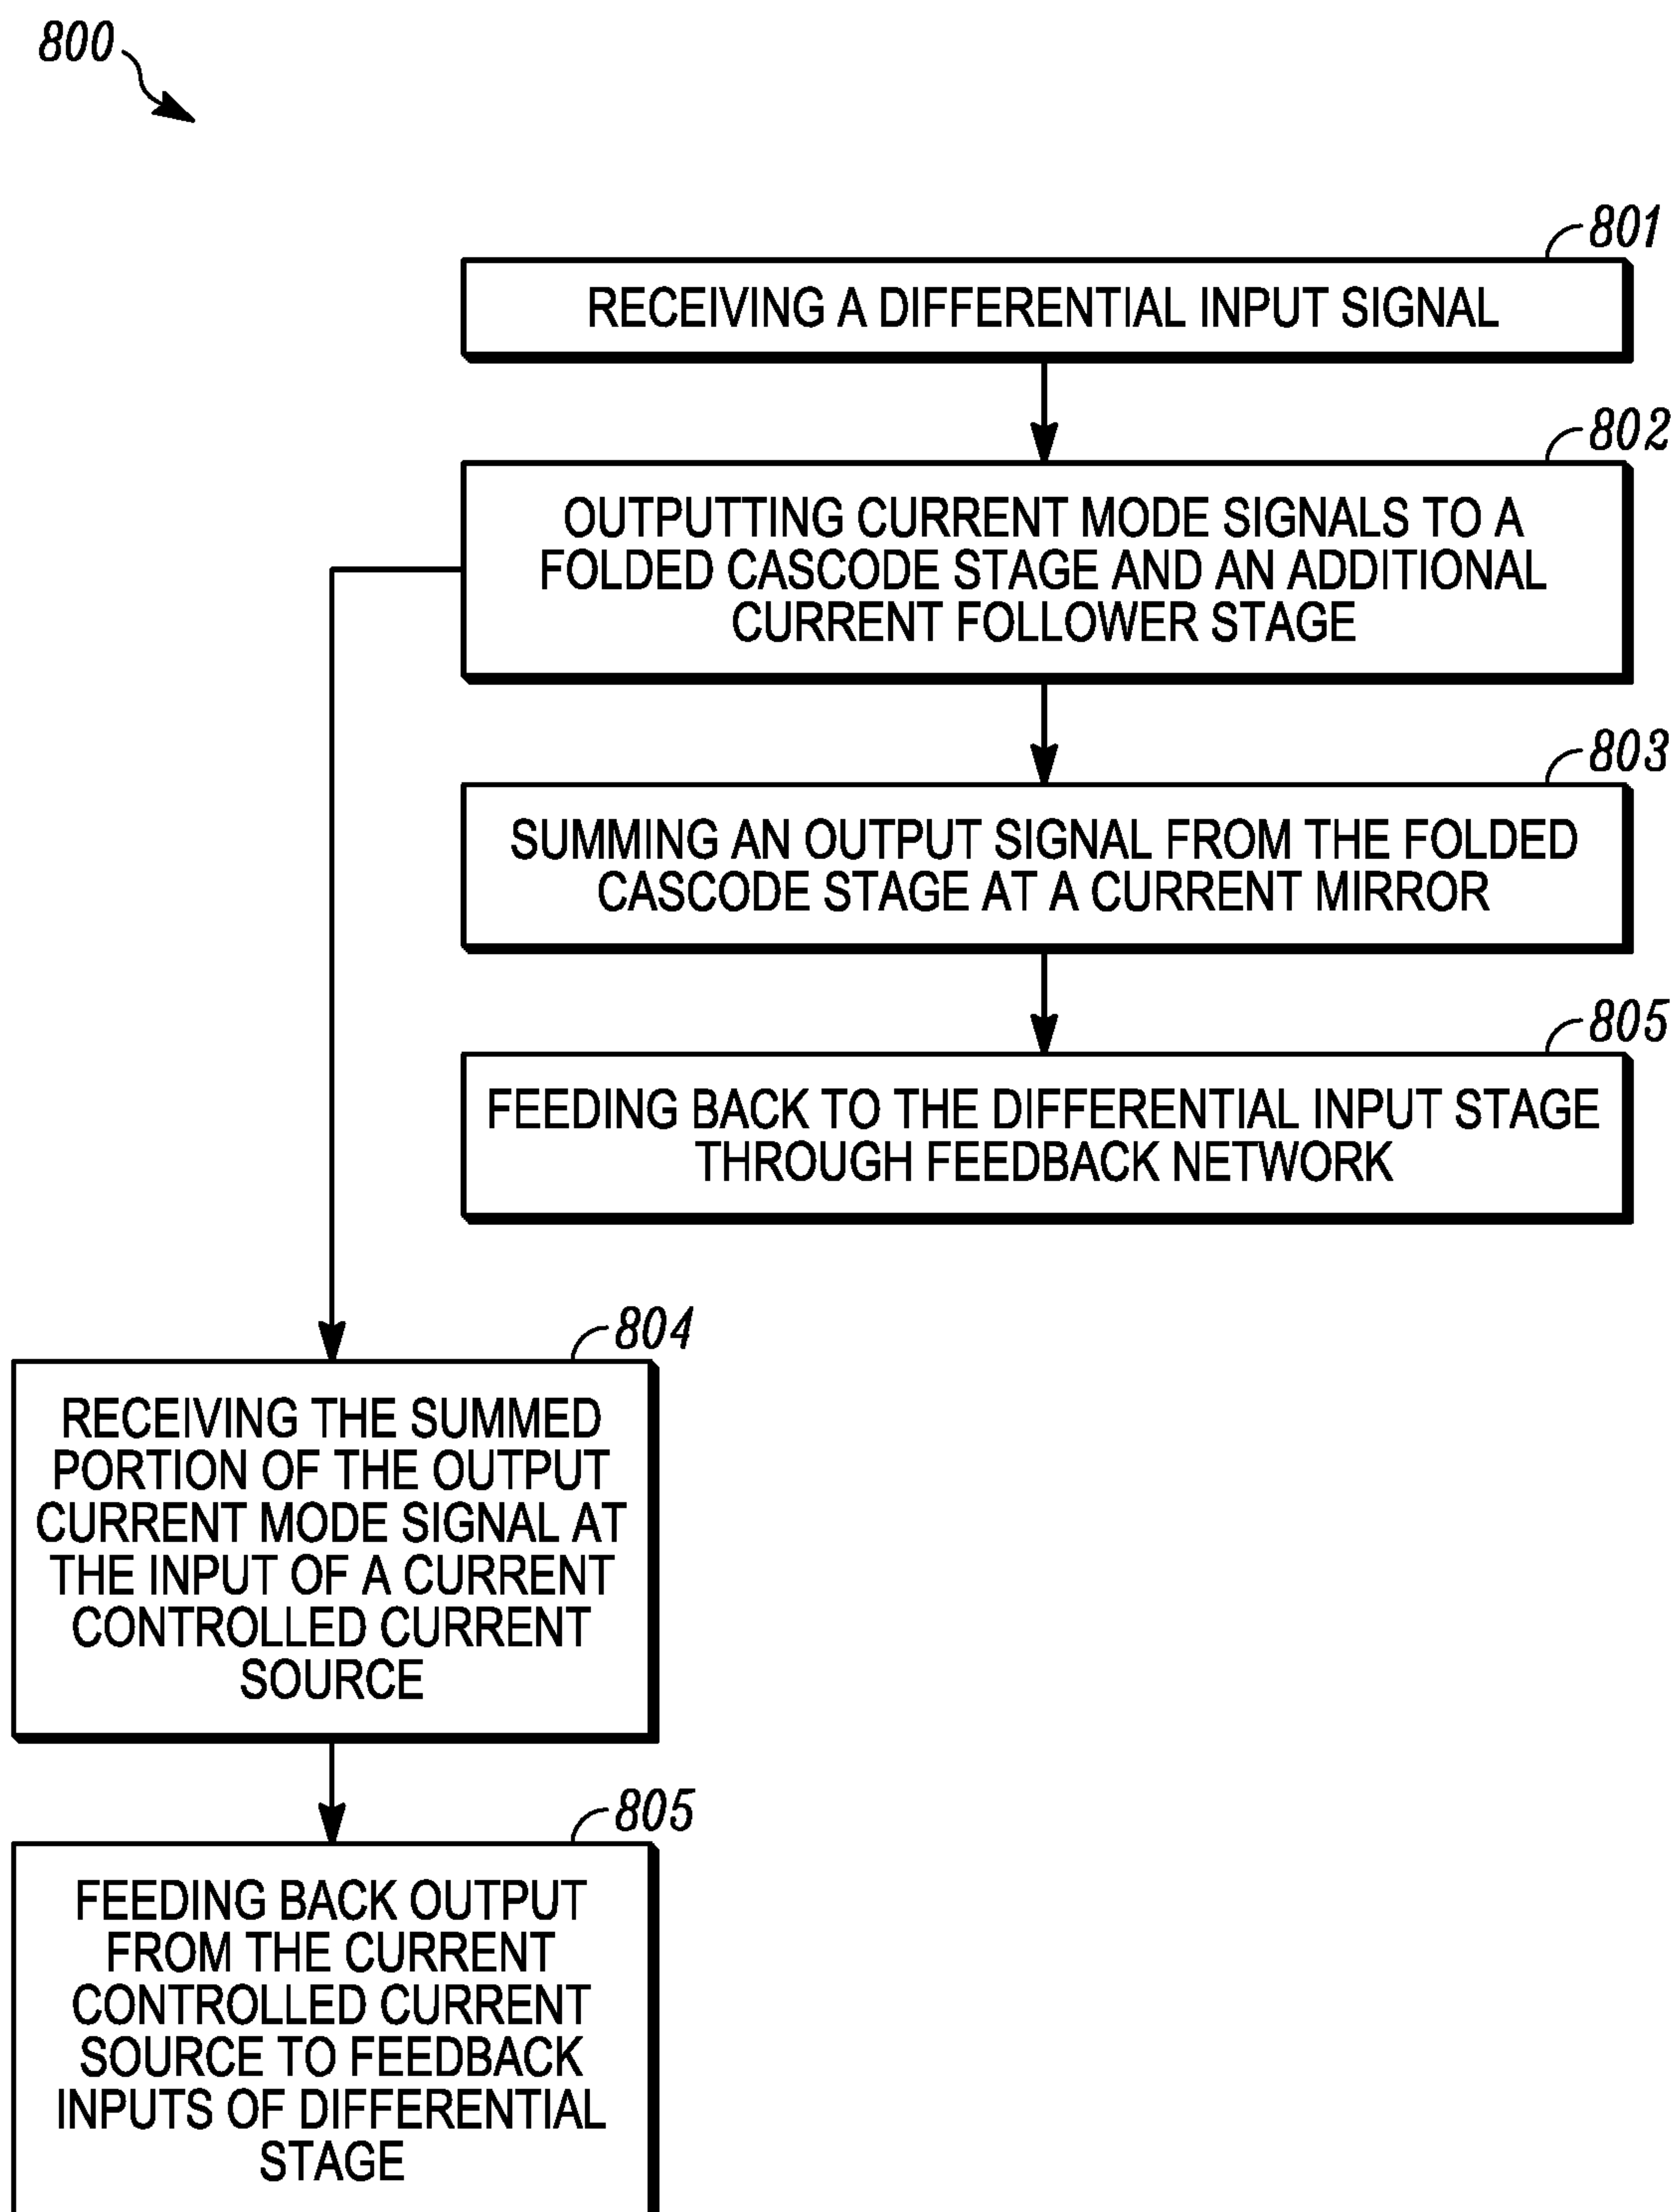 800
801
RECEIVING A DIFFERENTIAL INPUT SIGNAL
802
OUTPUTTING CURRENT MODE SIGNALS TO A
FOLDED CASCODE STAGE AND AN ADDITIONAL
CURRENT FOLLOWER STAGE
803
SUMMING AN OUTPUT SIGNAL FROM THE FOLDED
CASCODE STAGE AT A CURRENT MIRROR
805
FEEDING BACK TO THE DIFFERENTIAL INPUT STAGE
THROUGH FEEDBACK NETWORK
804
RECEIVING THE SUMMED
PORTION OF THE OUTPUT
CURRENT MODE SIGNAL AT
THE INPUT OF A CURRENT
CONTROLLED CURRENT
SOURCE
805
FEEDING BACK OUTPUT
FROM THE CURRENT
CONTROLLED CURRENT
SOURCE TO FEEDBACK
INPUTS OF DIFFERENTIAL
STAGE